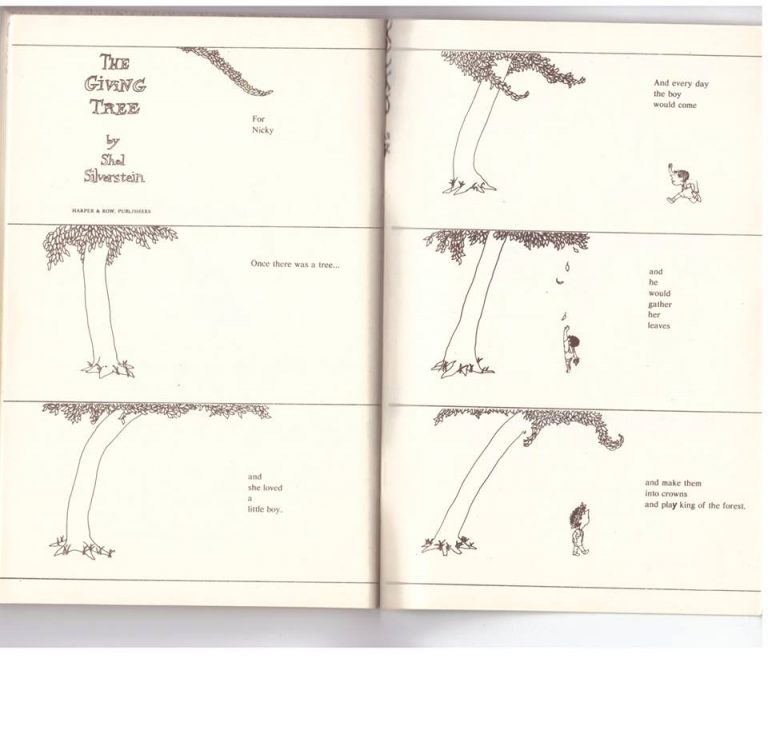 THE
GIVING
TREE
by
Shel
Silverstein
HARPER & ROW, PUBLISHERS
For
Nicky
Once there was a tree...
and
she loved
a
little boy.
And every day
the boy
would come
and
he
would
gather
her
leaves
and make them
into crowns
and play king of the forest.